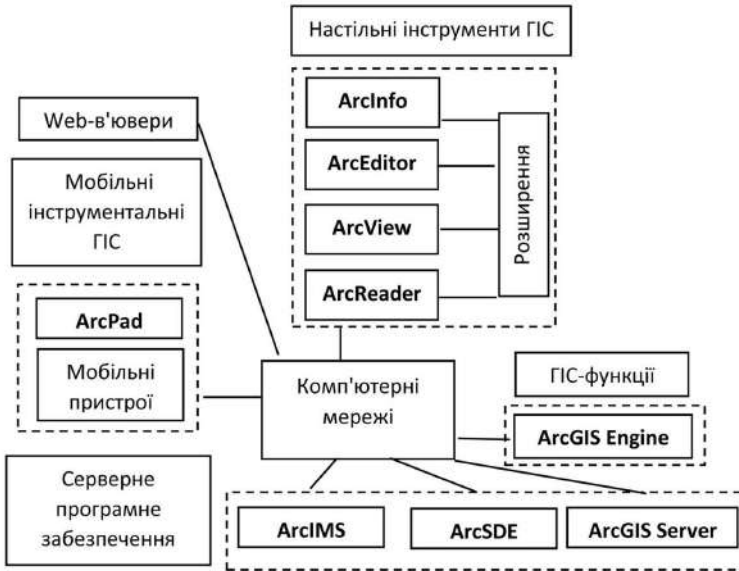 Настільні інструменти ГІС
ArcInfo
ArcEditor
ArcView
ArcReader
Розширення
Web-в'ювери
Мобільні
інструментальні
ГІС
ArcPad
Мобільні
пристрої
Комп'ютерні
мережі
ГІС-функції
ArcGIS Engine
Серверне
програмне
забезпечення
ArcIMS
ArcSDE
ArcGIS Server